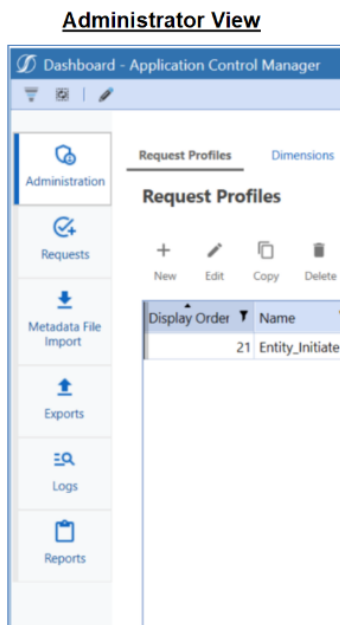 Administrator View
Dashboard - Application Control Manager
Administration
Requests
Metadata File
Import
Exports
Logs
Reports
Request Profiles Dimensions
Request Profiles
New Edit Copy Delete
Display Order Name
21 Entity_Initiate